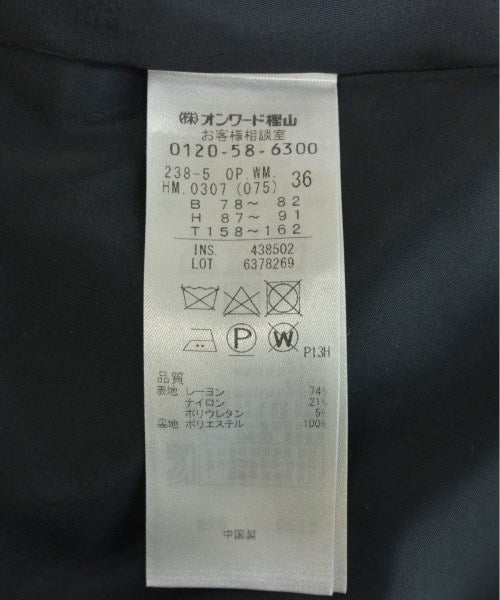 (株)オンワード樫山
お客様相談室
0120-58-6300
238-5 OP.WM. 36
HM.0307 (075)
B 78～ 82
H 87～ 91
T158～162
INS. 438502
LOT 6378269
P W P13H
品質
表地 レーヨン 74%
ナイロン 21%
ポリウレタン 5%
裏地 ポリエステル 100%
中国製